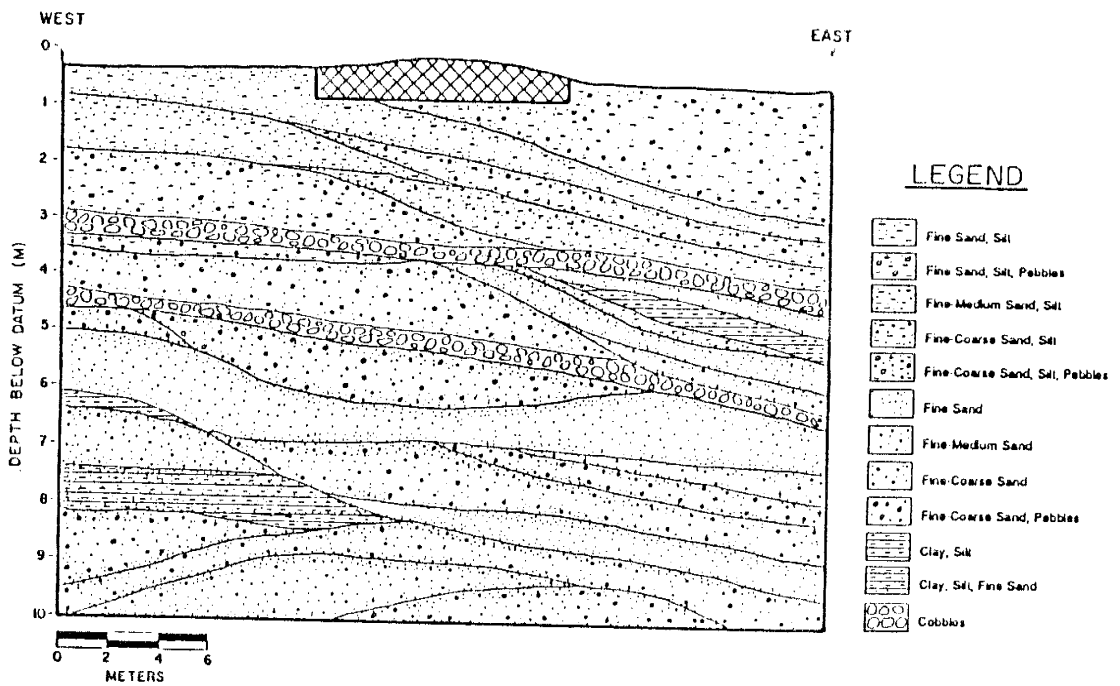 WEST
EAST
0
1
2
3
4
5
6
7
8
9
10
DEPTH BELOW DATUM (M)
0 2 4 6
METERS
LEGEND
Fine Sand, Silt
Fine Sand, Silt, Pebbles
Fine-Medium Sand, Silt
Fine-Coarse Sand, Silt
Fine-Coarse Sand, Silt, Pebbles
Fine Sand
Fine-Medium Sand
Fine-Coarse Sand
Fine-Coarse Sand, Pebbles
Clay, Silt
Clay, Silt, Fine Sand
Cobbles